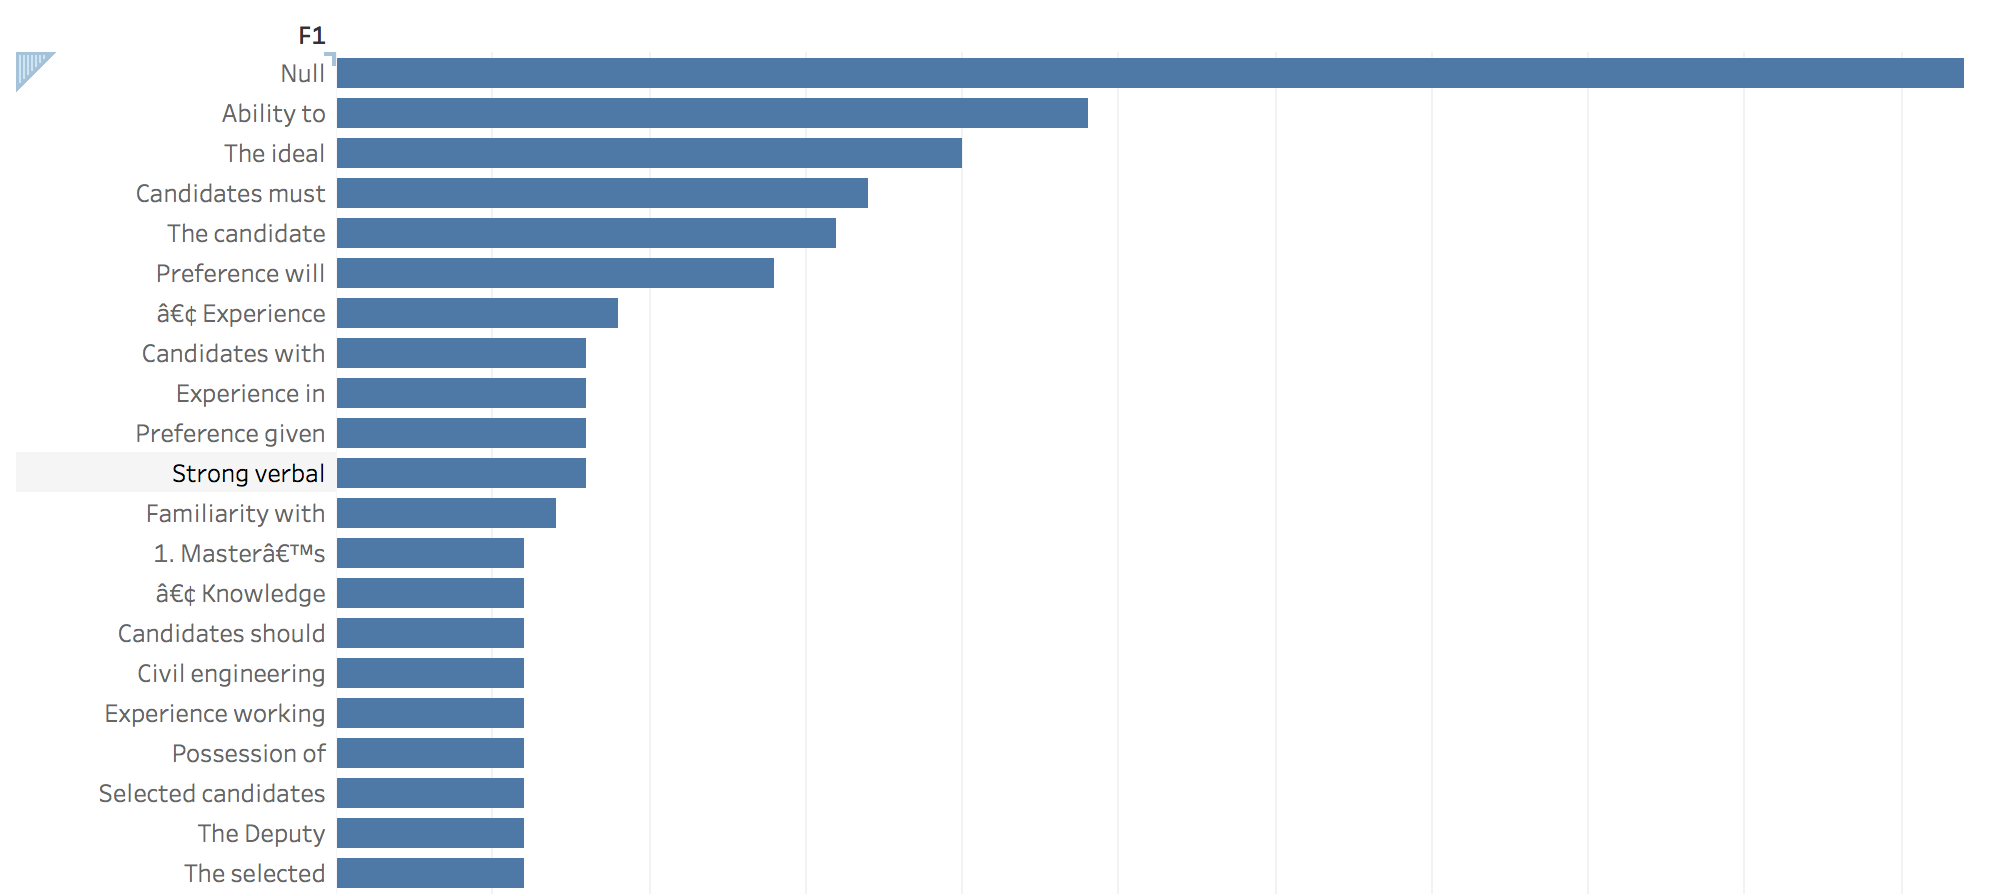 F1
Null
Ability to
The ideal
Candidates must
The candidate
Preference will
â€¢ Experience
Candidates with
Experience in
Preference given
Strong verbal
Familiarity with
1. Masterâ€™s
â€¢ Knowledge
Candidates should
Civil engineering
Experience working
Possession of
Selected candidates
The Deputy
The selected